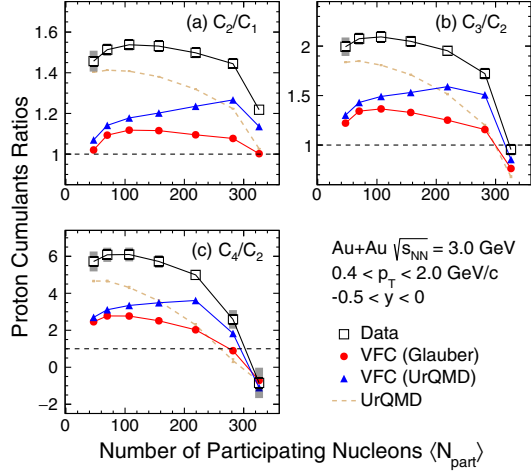 (a) C2/C1
(b) C3/C2
1.6
1.4
1.2
1
0 100 200 300
2
1.5
1
0 100 200 300
(c) C4/C2
6
4
2
0
−2
0 100 200 300
Proton Cumulants Ratios
Au+Au √sNN = 3.0 GeV
0.4 < pT < 2.0 GeV/c
-0.5 < y < 0
Data
VFC (Glauber)
VFC (UrQMD)
UrQMD
Number of Participating Nucleons ⟨Npart⟩